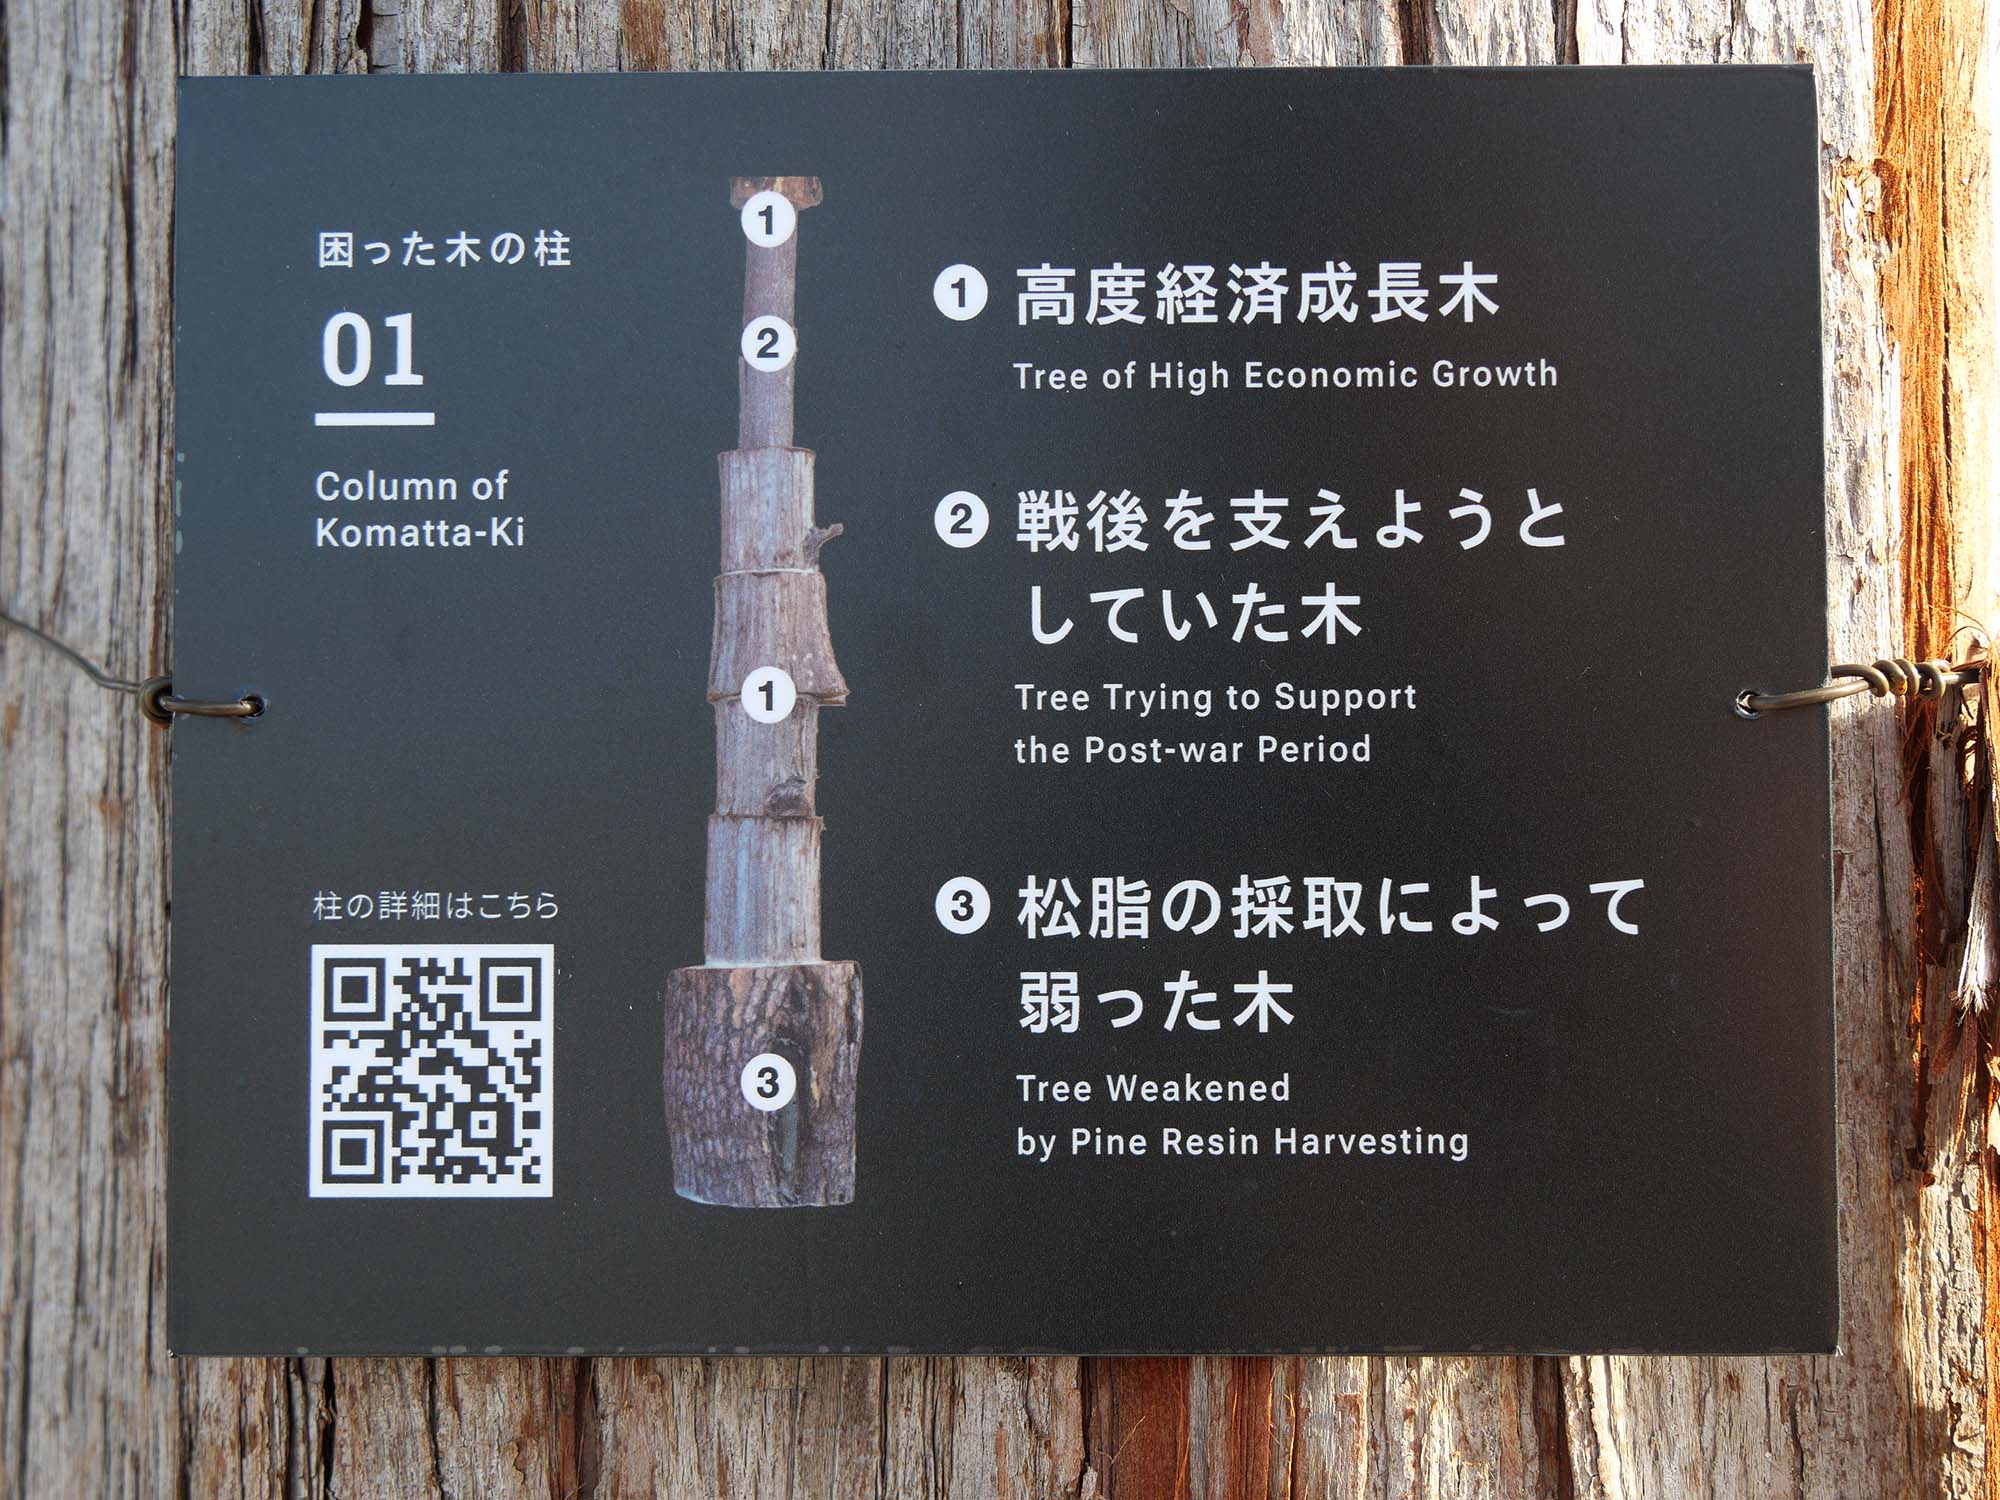 困った木の柱
01
Column of
Komatta-Ki
柱の詳細はこちら
1
2
1
3
1 高度経済成長木
Tree of High Economic Growth
2 戦後を支えようと
していた木
Tree Trying to Support
the Post-war Period
3 松脂の採取によって
弱った木
Tree Weakened
by Pine Resin Harvesting